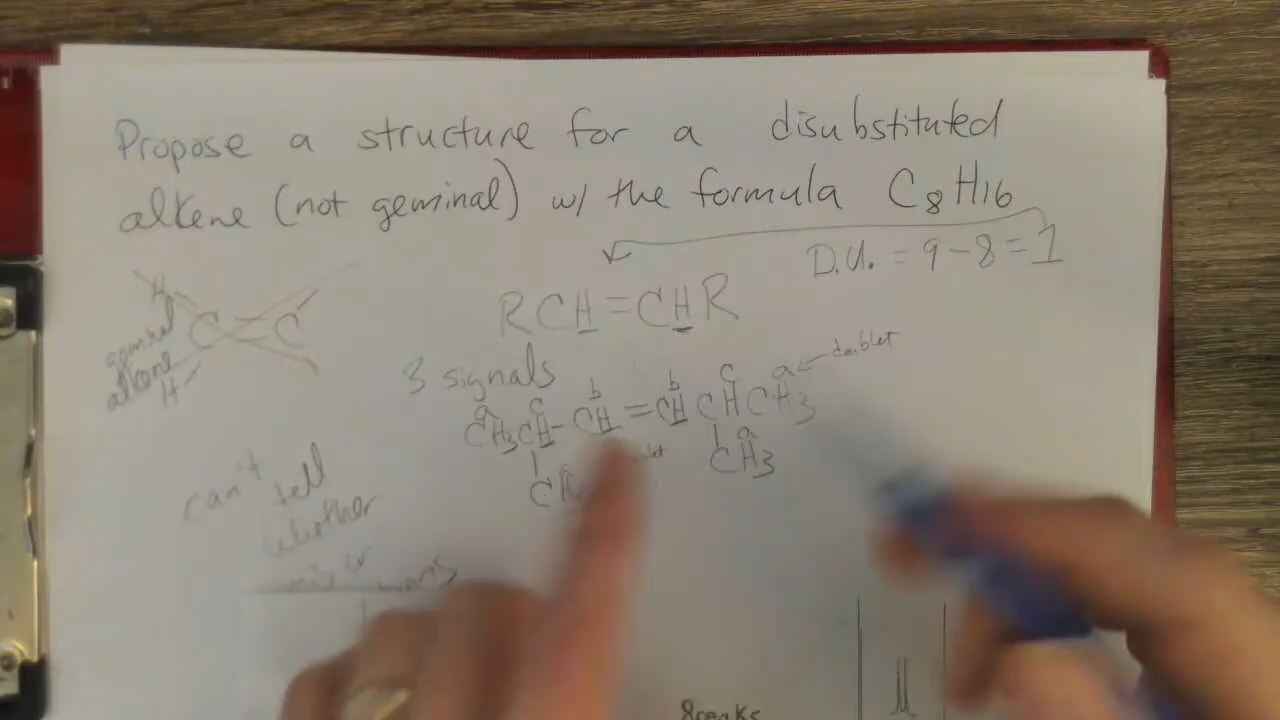 Propose a structure for a disubstituted
alkene (not geminal) w/ the formula C8H16
D.U. = 9-8=1
RCH=CHR
H
C=C
geminal
alkene
H
3 signals
doublet
a c b b c a
CH3CH-CH=CHCHCH3
a
CH3
can't
tell
whether
cis or
trans
8 peaks